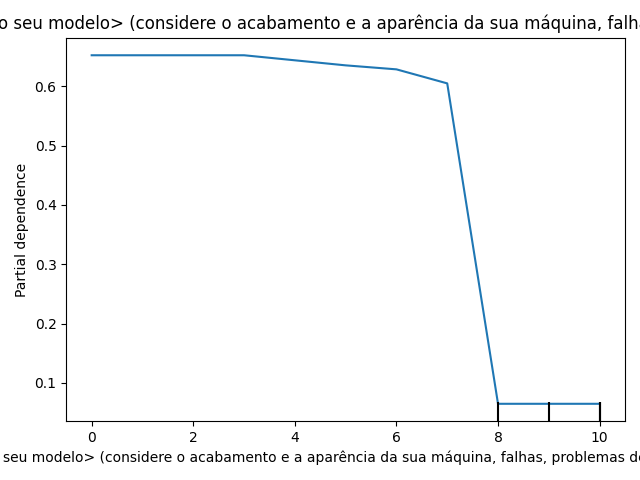 o seu modelo> (considere o acabamento e a aparência da sua máquina, falha
Partial dependence
0.6
0.5
0.4
0.3
0.2
0.1
0 2 4 6 8 10
seu modelo> (considere o acabamento e a aparência da sua máquina, falhas, problemas de